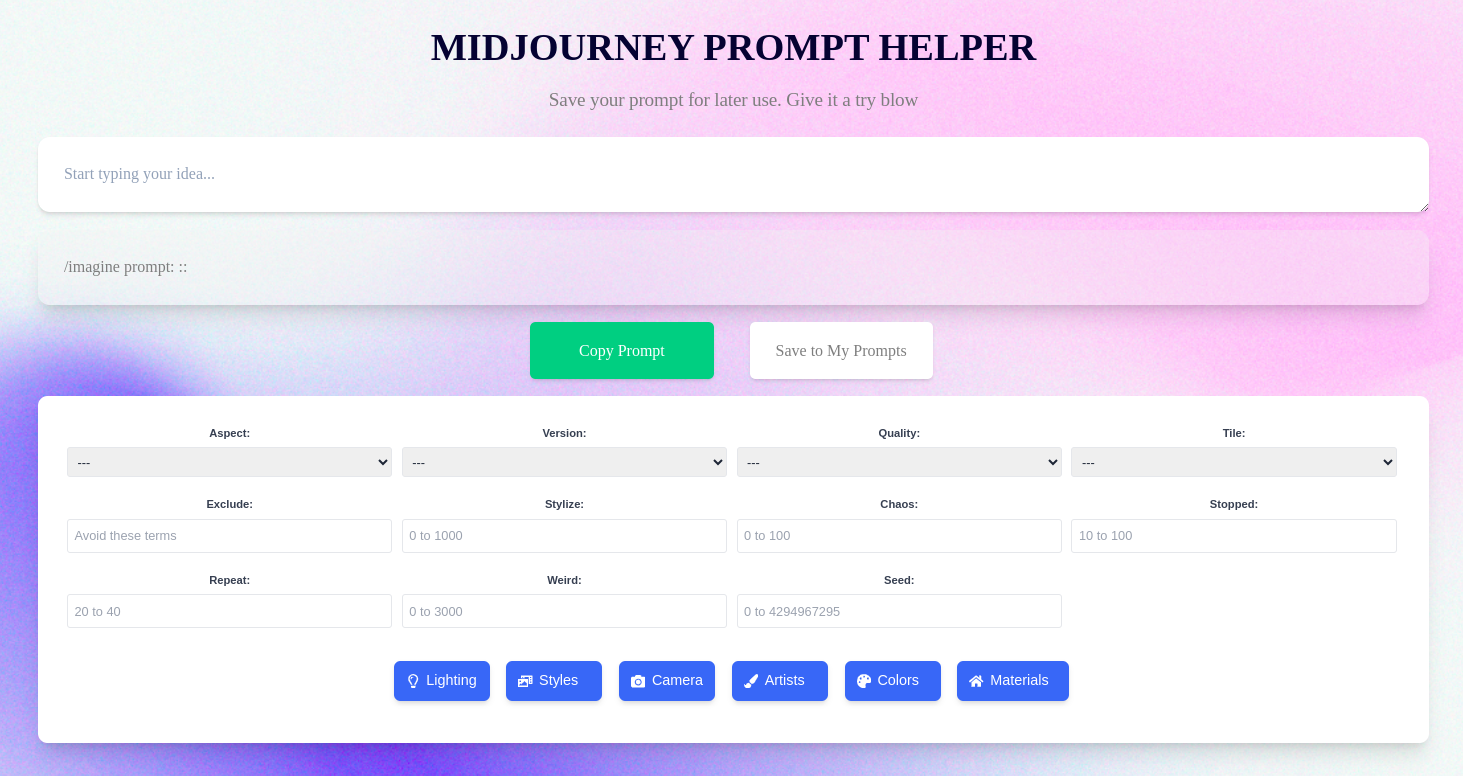 MIDJOURNEY PROMPT HELPER
Save your prompt for later use. Give it a try blow
Start typing your idea...
/imagine prompt: ::
Copy Prompt
Save to My Prompts
Aspect:
Version:
Quality:
Tile:
---
---
---
---
Exclude:
Stylize:
Chaos:
Stopped:
Avoid these terms
0 to 1000
0 to 100
10 to 100
Repeat:
Weird:
Seed:
20 to 40
0 to 3000
0 to 4294967295
Lighting
Styles
Camera
Artists
Colors
Materials